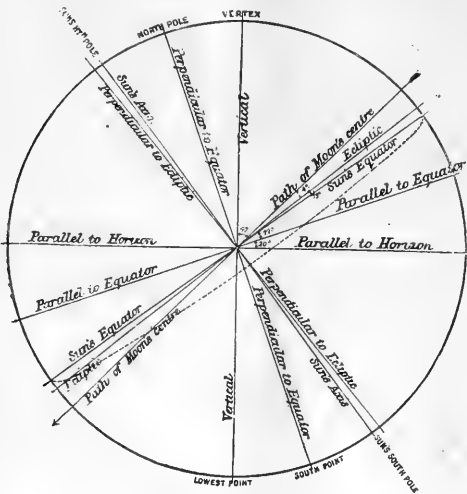 VERTEX
NORTH POLE
SUN'S NTH POLE
Sun's Axis
Perpendicular to Ecliptic
Perpendicular to Equator
Vertical
Path of Moon's centre
Ecliptic
Sun's Equator
Parallel to Equator
Parallel to Horizon
Parallel to Horizon
Parallel to Equator
Sun's Equator
Ecliptic
Path of Moon's centre
Vertical
Perpendicular to Equator
Perpendicular to Ecliptic
Sun's Axis
SUN'S SOUTH POLE
SOUTH POINT
LOWEST POINT